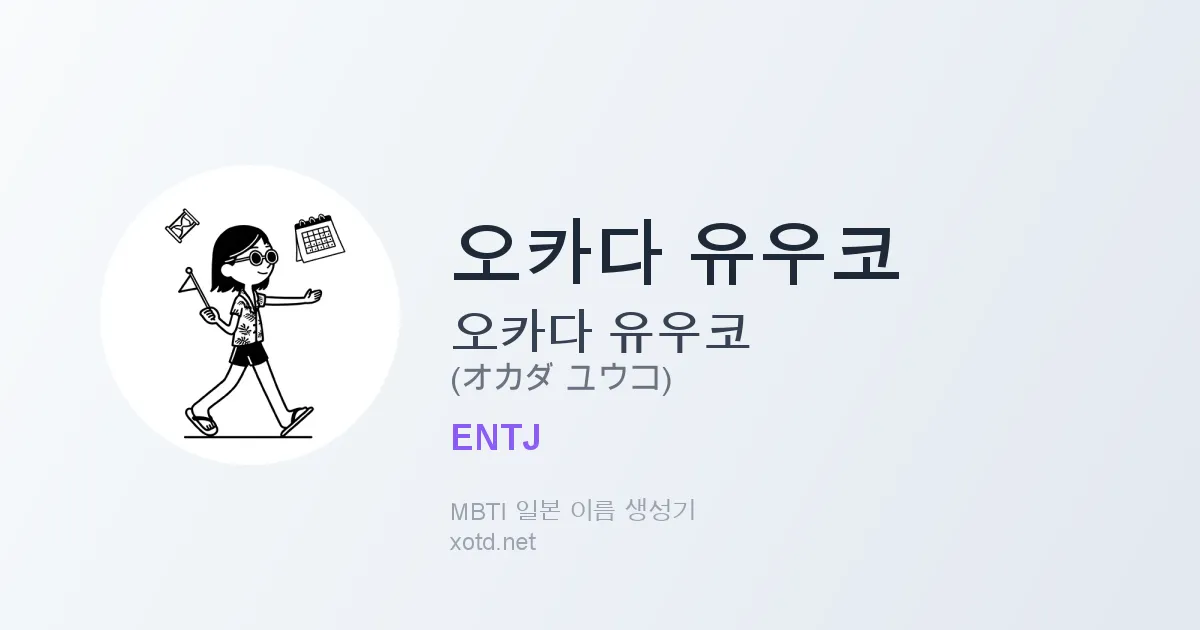 오카다 유우코
오카다 유우코
(オカダ ユウコ)
ENTJ
MBTI 일본 이름 생성기
xotd.net